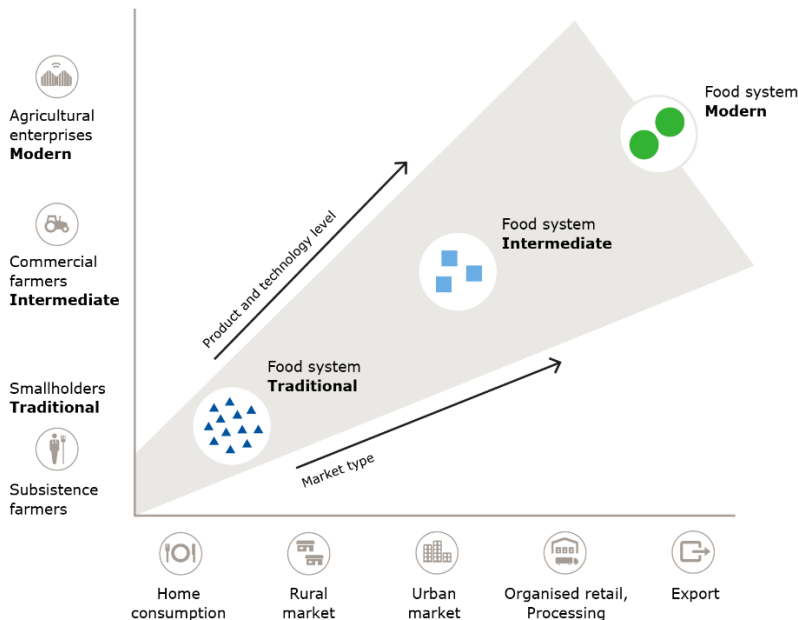 Agricultural
enterprises
Modern
Commercial
farmers
Intermediate
Smallholders
Traditional
Subsistence
farmers
Product and technology level
Market type
Food system
Traditional
Food system
Intermediate
Food system
Modern
Home
consumption
Rural
market
Urban
market
Organised retail,
Processing
Export